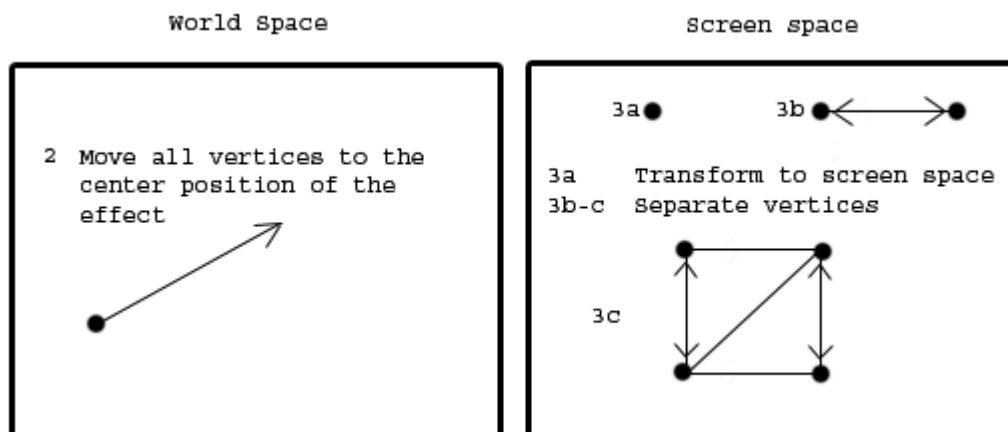 World Space
2 Move all vertices to the
center position of the
effect
Screen space
3a
3b
3a Transform to screen space
3b-c Separate vertices
3c